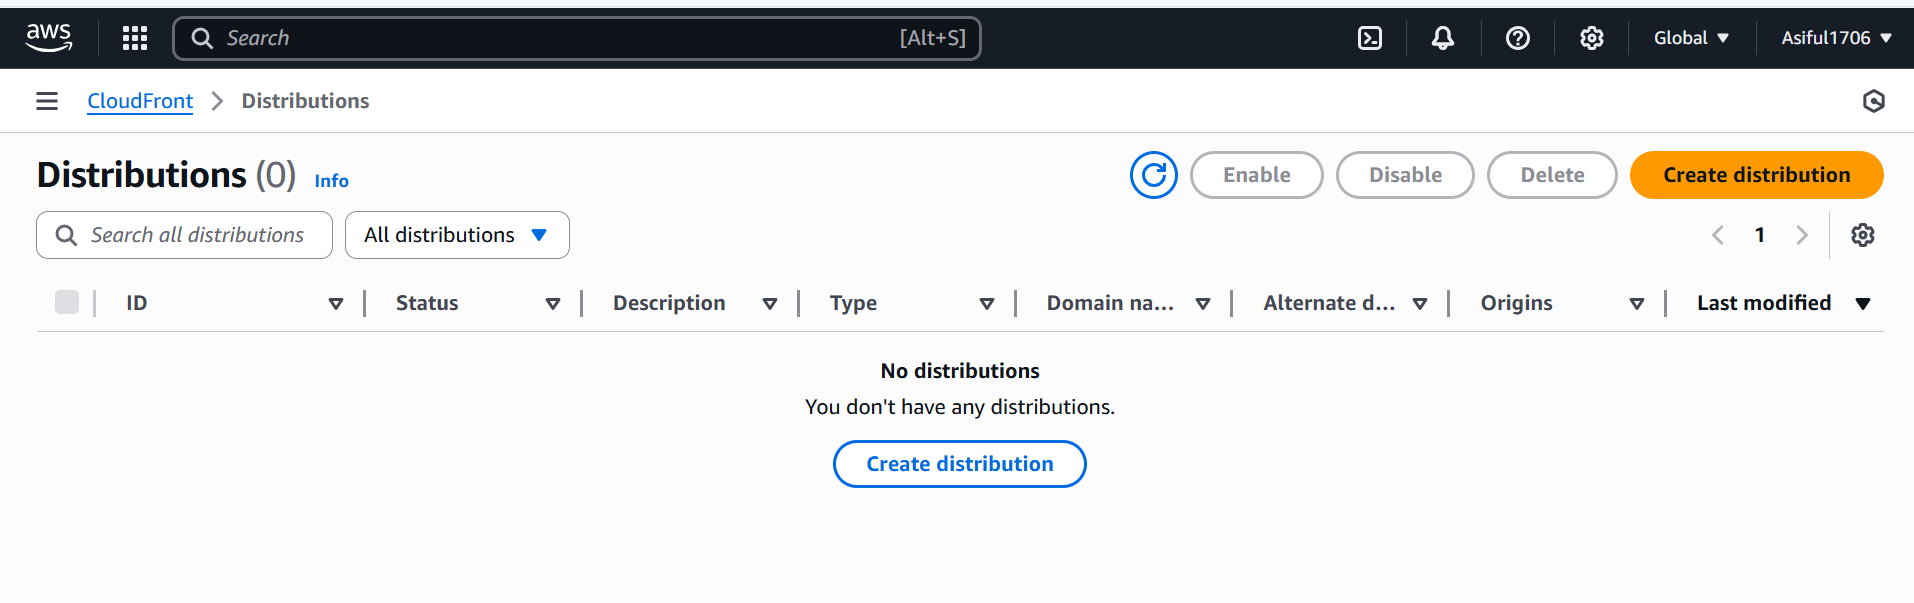 aws Search [Alt+S] Global Asiful1706
CloudFront Distributions
Distributions (0) Info Enable Disable Delete Create distribution
Search all distributions All distributions 1
ID Status Description Type Domain na... Alternate d... Origins Last modified
No distributions
You don't have any distributions.
Create distribution